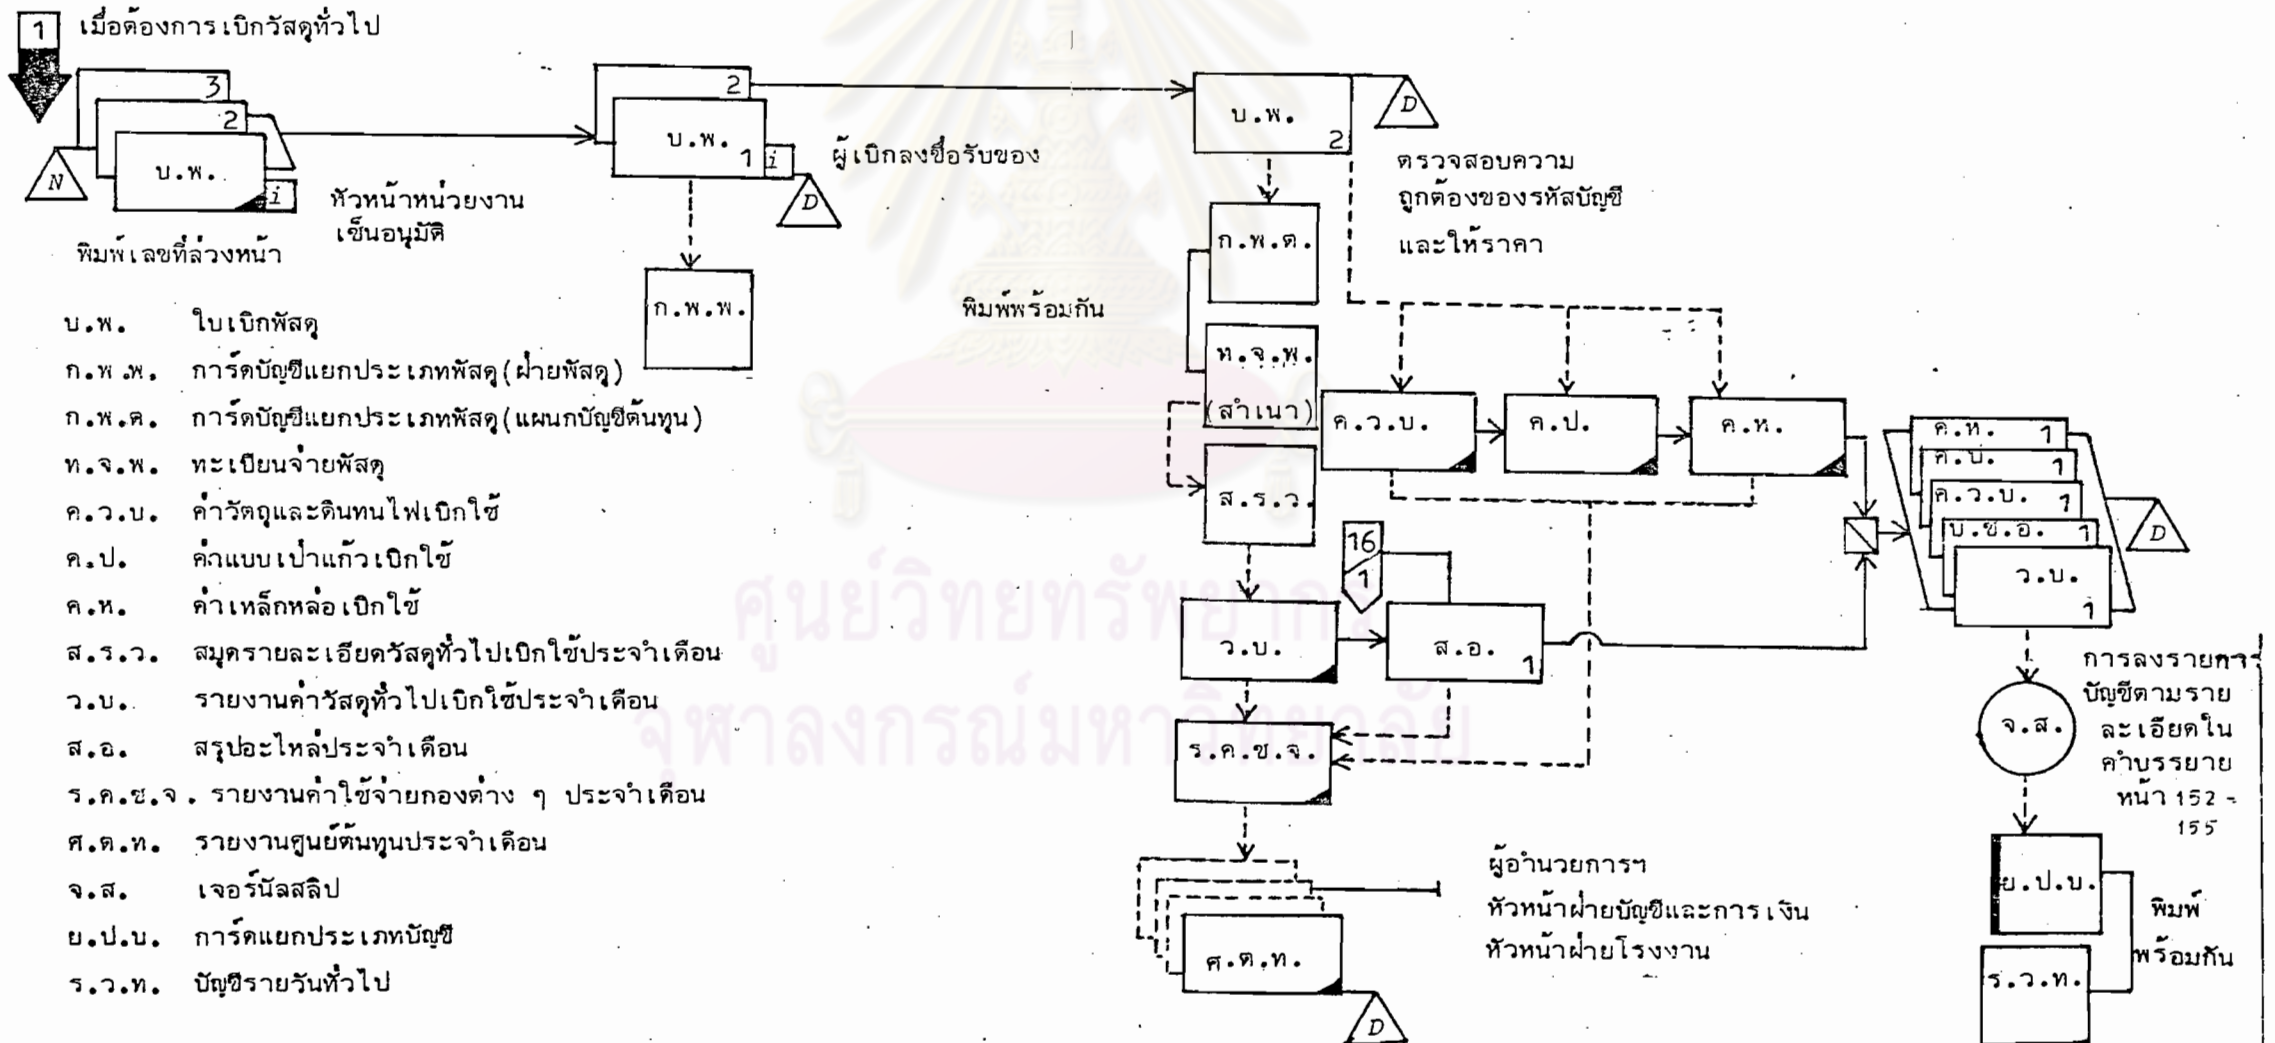 1 เมื่อต้องการเบิกวัสดุทั่วไป
3
2
บ.พ.
i
N
หัวหน้าหน่วยงาน
เซ็นอนุมัติ
พิมพ์เลขที่ล่วงหน้า
2
บ.พ.
1
i
D
ผู้เบิกลงชื่อรับของ
ก.พ.พ.
บ.พ.
2
D
ตรวจสอบความ
ถูกต้องของรหัสบัญชี
และให้ราคา
ก.พ.ต.
พิมพ์พร้อมกัน
ท.จ.พ.
(สำเนา)
ส.ร.ว.
ค.ว.บ.
ค.ป.
ค.ห.
16
1
ว.บ.
ส.อ.
1
ร.ค.ช.จ.
ศ.ต.ท.
D
ผู้อำนวยการฯ
หัวหน้าฝ่ายบัญชีและการเงิน
หัวหน้าฝ่ายโรงงาน
ค.ห. 1
ค.ป. 1
ค.ว.บ. 1
บ.ช.อ. 1
ว.บ.
1
D
การลงรายการ
บัญชีตามราย
ละเอียดใน
คำบรรยาย
หน้า 152 -
155
จ.ส.
ย.ป.บ.
ร.ว.ท.
พิมพ์
พร้อมกัน
บ.พ. ใบเบิกพัสดุ
ก.พ.พ. การ์ดบัญชีแยกประเภทพัสดุ(ฝ่ายพัสดุ)
ก.พ.ต. การ์ดบัญชีแยกประเภทพัสดุ(แผนกบัญชีต้นทุน)
ท.จ.พ. ทะเบียนจ่ายพัสดุ
ค.ว.บ. ค่าวัตถุและดินทนไฟเบิกใช้
ค.ป. ค่าแบบเป่าแก้วเบิกใช้
ค.ห. ค่าเหล็กหล่อเบิกใช้
ส.ร.ว. สมุดรายละเอียดวัสดุทั่วไปเบิกใช้ประจำเดือน
ว.บ. รายงานค่าวัสดุทั่วไปเบิกใช้ประจำเดือน
ส.อ. สรุปอะไหล่ประจำเดือน
ร.ค.ช.จ. รายงานค่าใช้จ่ายกองต่าง ๆ ประจำเดือน
ศ.ต.ท. รายงานศูนย์ต้นทุนประจำเดือน
จ.ส. เจอร์นัลสลิป
ย.ป.บ. การ์ดแยกประเภทบัญชี
ร.ว.ท. บัญชีรายวันทั่วไป
ศูนย์วิทยทรัพยากร
จุฬาลงกรณ์มหาวิทยาลัย